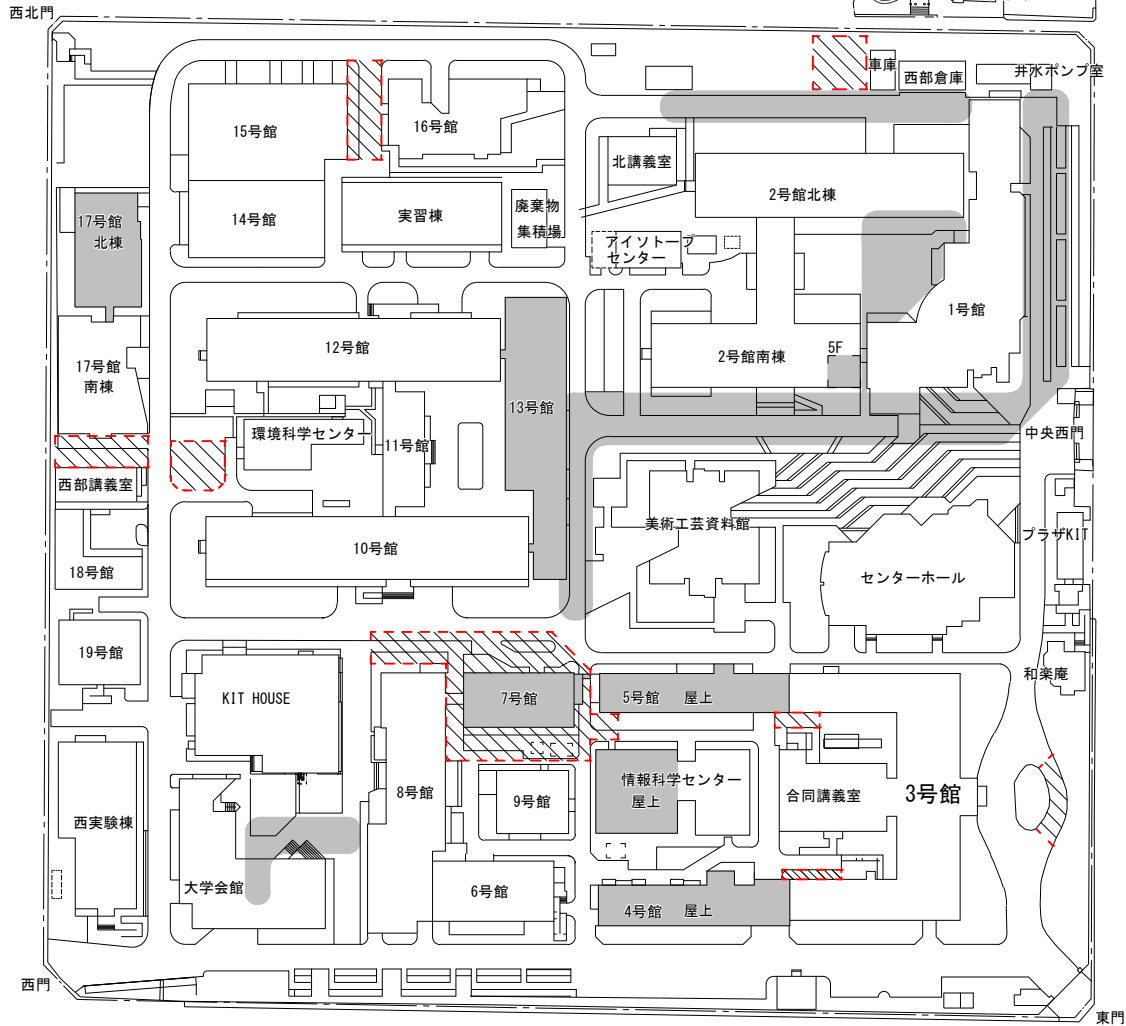 西北門
車庫
西部倉庫
井水ポンプ室
15号館
16号館
北講義室
2号館北棟
17号館
北棟
14号館
実習棟
廃棄物
集積場
アイソトープ
センター
1号館
12号館
2号館南棟
5F
17号館
南棟
13号館
環境科学センター
11号館
中央西門
西部講義室
美術工芸資料館
プラザKIT
10号館
センターホール
18号館
19号館
和楽庵
KIT HOUSE
7号館
5号館 屋上
情報科学センター
屋上
8号館
9号館
合同講義室
3号館
西実験棟
大学会館
6号館
4号館 屋上
西門
東門